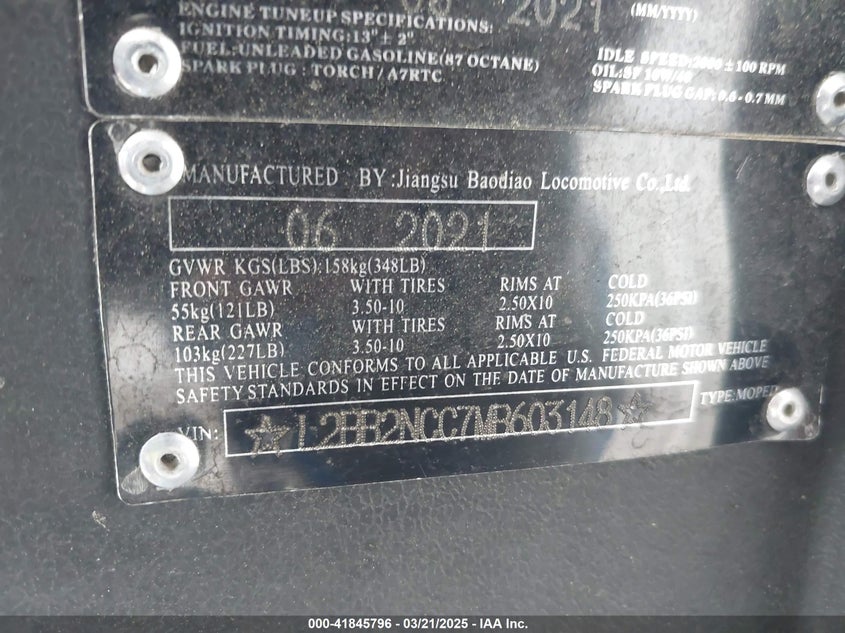 06 2021 (MM/YYYY)
ENGINE TUNEUP SPECIFICATIONS:
IGNITION TIMING: 13° ± 2°
FUEL: UNLEADED GASOLINE (87 OCTANE)
SPARK PLUG : TORCH / A7RTC
IDLE SPEED: 2000 ± 100 RPM
OIL: SF 10W/40
SPARK PLUG GAP: 0.6 - 0.7 MM
MANUFACTURED BY :Jiangsu Baodiao Locomotive Co.,Ltd.
06 2021
GVWR KGS(LBS): 158kg(348LB)
FRONT GAWR WITH TIRES RIMS AT COLD
55kg(121LB) 3.50-10 2.50X10 250KPA(36PSI)
REAR GAWR WITH TIRES RIMS AT COLD
103kg(227LB) 3.50-10 2.50X10 250KPA(36PSI)
THIS VEHICLE CONFORMS TO ALL APPLICABLE U.S. FEDERAL MOTOR VEHICLE
SAFETY STANDARDS IN EFFECT ON THE DATE OF MANUFACTURE SHOWN ABOVE
VIN: ☆L2BB2NCC7MB603148☆ TYPE: MOPED
000-41845796 - 03/21/2025 - IAA Inc.